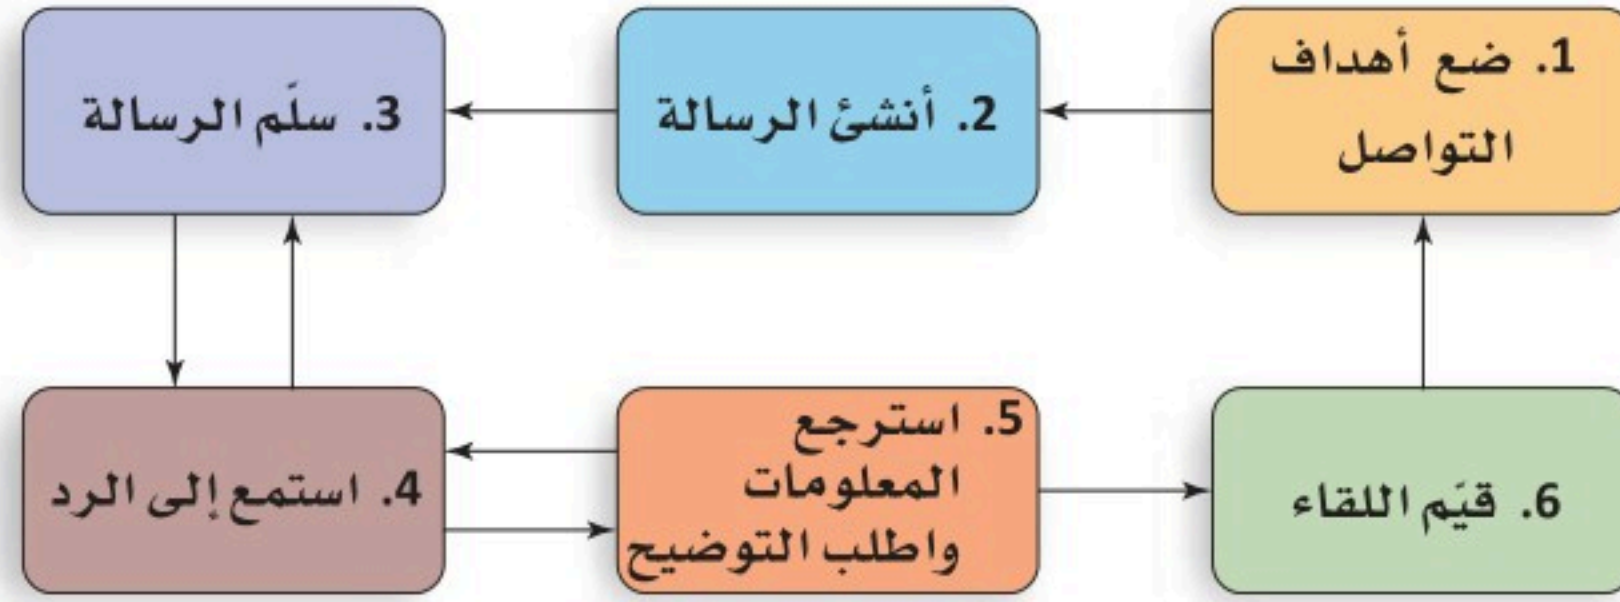 1. ضع أهداف
التواصل
2. أنشئ الرسالة
3. سلّم الرسالة
4. استمع إلى الرد
5. استرجع
المعلومات
واطلب التوضيح
6. قيّم اللقاء